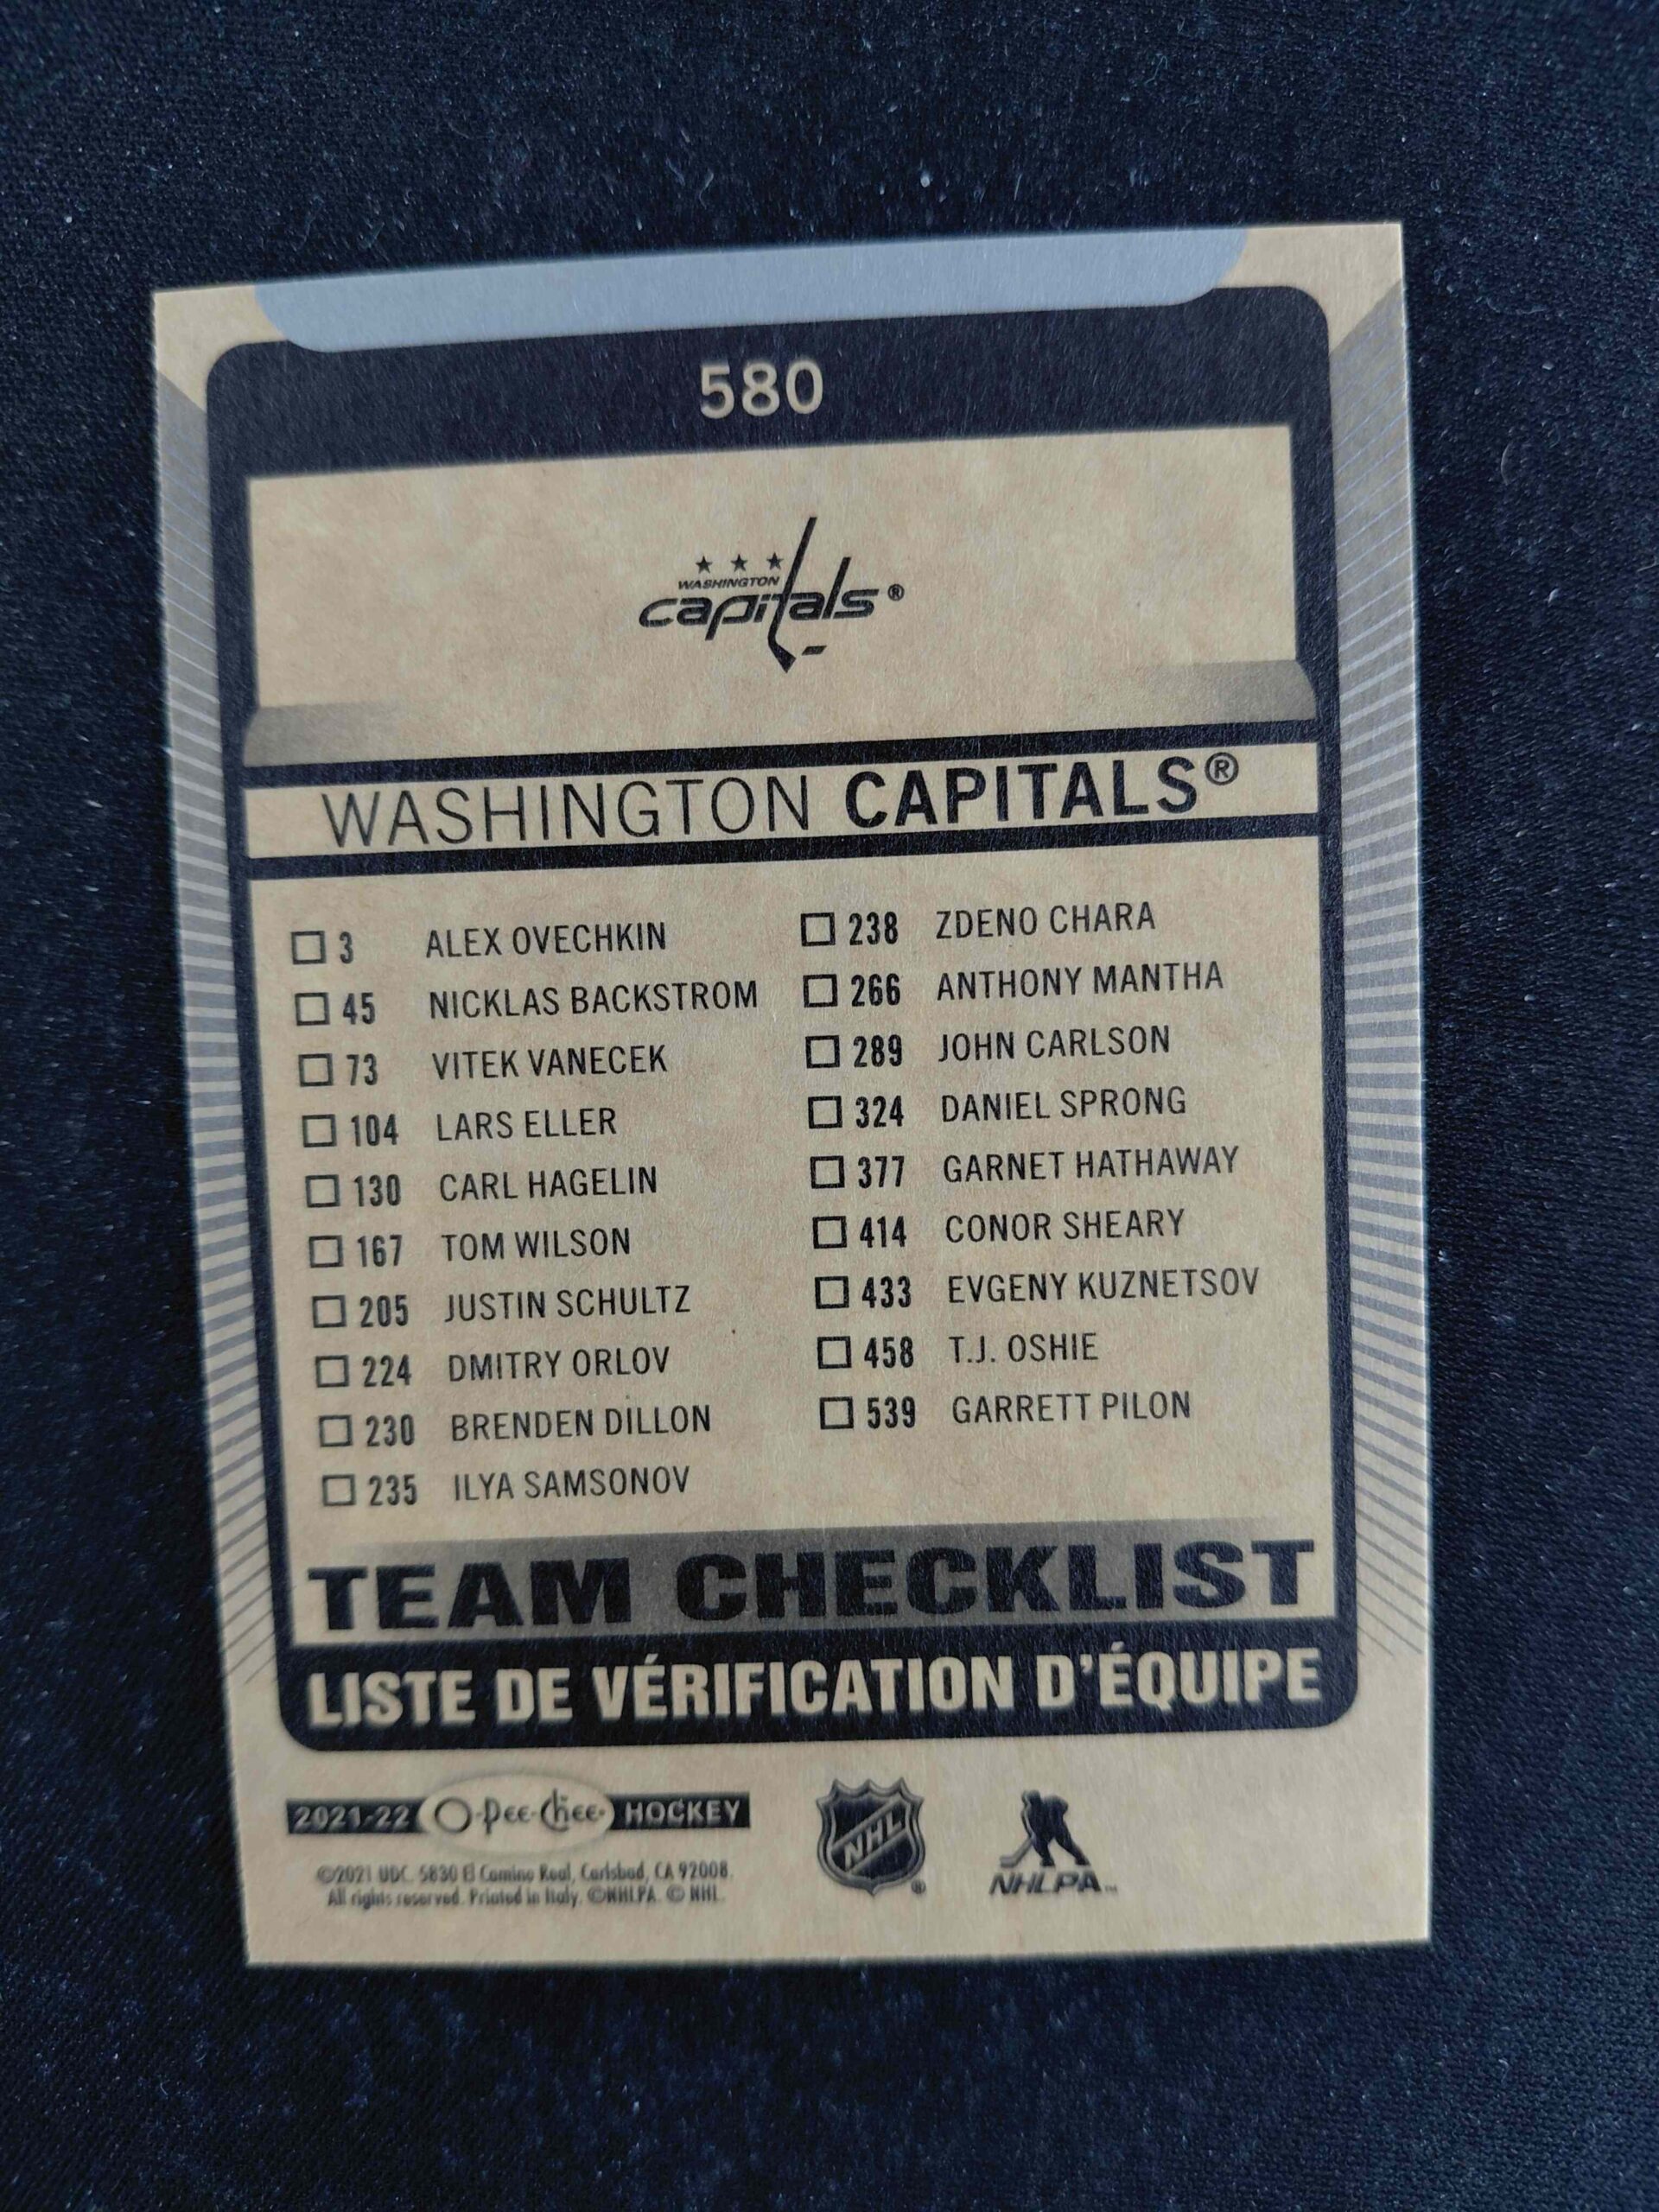 580
WASHINGTON
capitals®
WASHINGTON CAPITALS®
3 ALEX OVECHKIN
45 NICKLAS BACKSTROM
73 VITEK VANECEK
104 LARS ELLER
130 CARL HAGELIN
167 TOM WILSON
205 JUSTIN SCHULTZ
224 DMITRY ORLOV
230 BRENDEN DILLON
235 ILYA SAMSONOV
238 ZDENO CHARA
266 ANTHONY MANTHA
289 JOHN CARLSON
324 DANIEL SPRONG
377 GARNET HATHAWAY
414 CONOR SHEARY
433 EVGENY KUZNETSOV
458 T.J. OSHIE
539 GARRETT PILON
TEAM CHECKLIST
LISTE DE VÉRIFICATION D'ÉQUIPE
2021-22 O-Pee-Chee HOCKEY
©2021 UDC. 5830 El Camino Real, Carlsbad, CA 92008.
All rights reserved. Printed in Italy. ©NHLPA. © NHL.
NHL®
NHLPA™